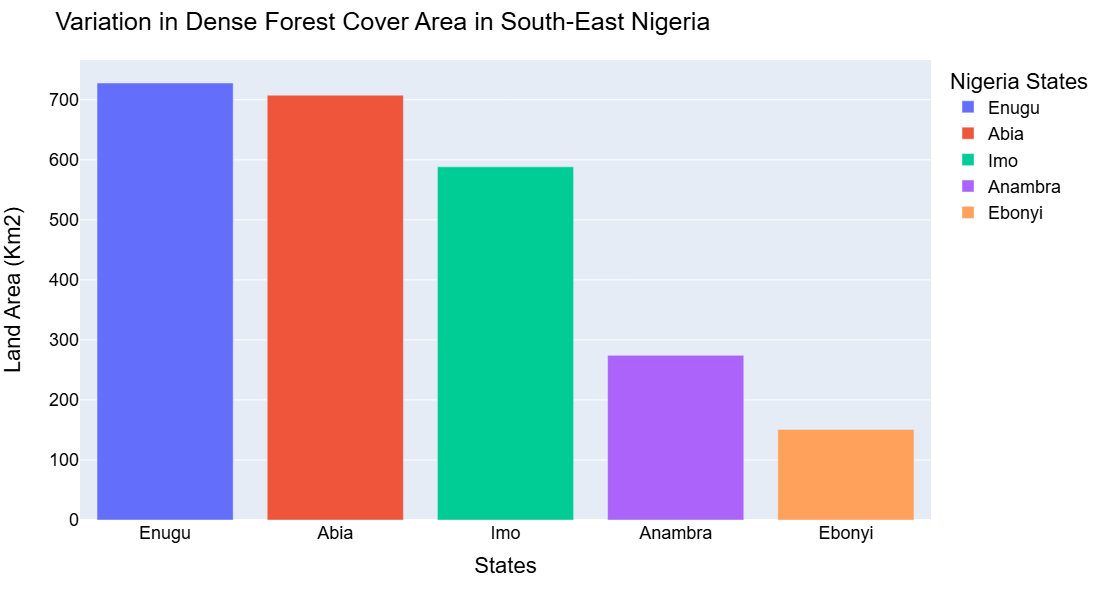 Variation in Dense Forest Cover Area in South-East Nigeria
Land Area (Km2)
700
600
500
400
300
200
100
0
Enugu
Abia
Imo
Anambra
Ebonyi
States
Nigeria States
Enugu
Abia
Imo
Anambra
Ebonyi